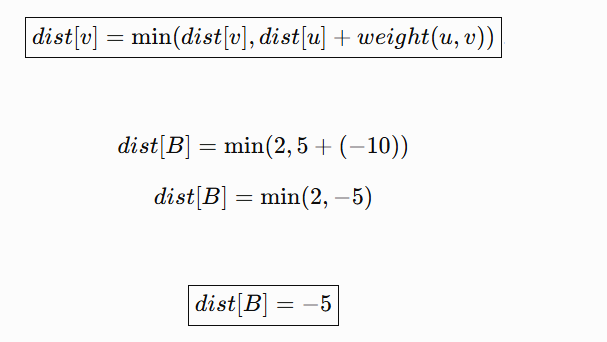 dist[v] = min(dist[v], dist[u] + weight(u, v))
dist[B] = min(2, 5 + (−10))
dist[B] = min(2, −5)
dist[B] = −5